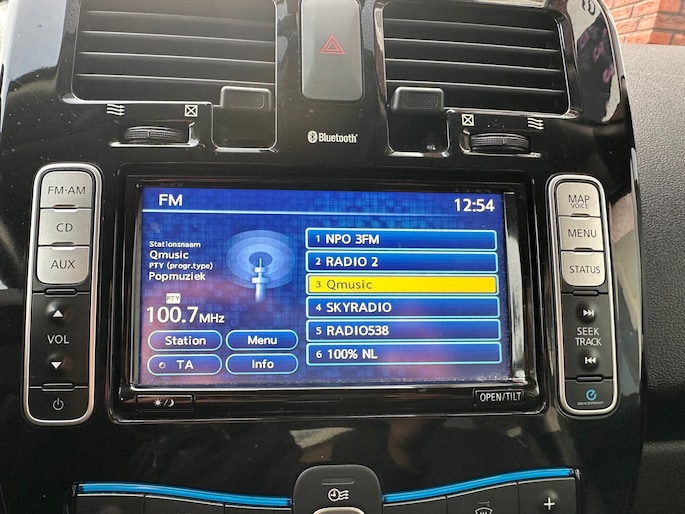 Bluetooth
FM·AM
CD
AUX
VOL
FM
12:54
Stationsnaam
Qmusic
PTY (progr.type)
Popmuziek
PTY
100.7MHz
Station
Menu
TA
Info
1 NPO 3FM
2 RADIO 2
3 Qmusic
4 SKYRADIO
5 RADIO538
6 100% NL
MAP
VOICE
MENU
STATUS
SEEK
TRACK
OPEN/TILT